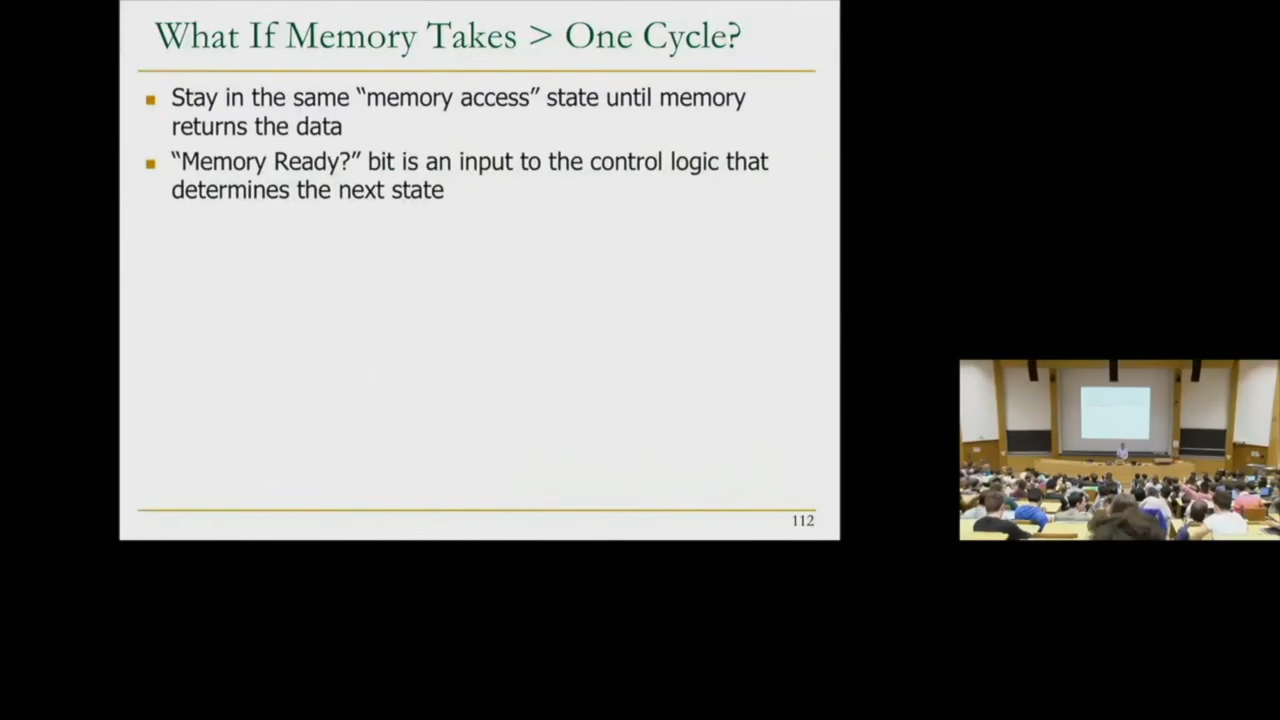 What If Memory Takes > One Cycle?
Stay in the same “memory access” state until memory
returns the data
“Memory Ready?” bit is an input to the control logic that
determines the next state
112